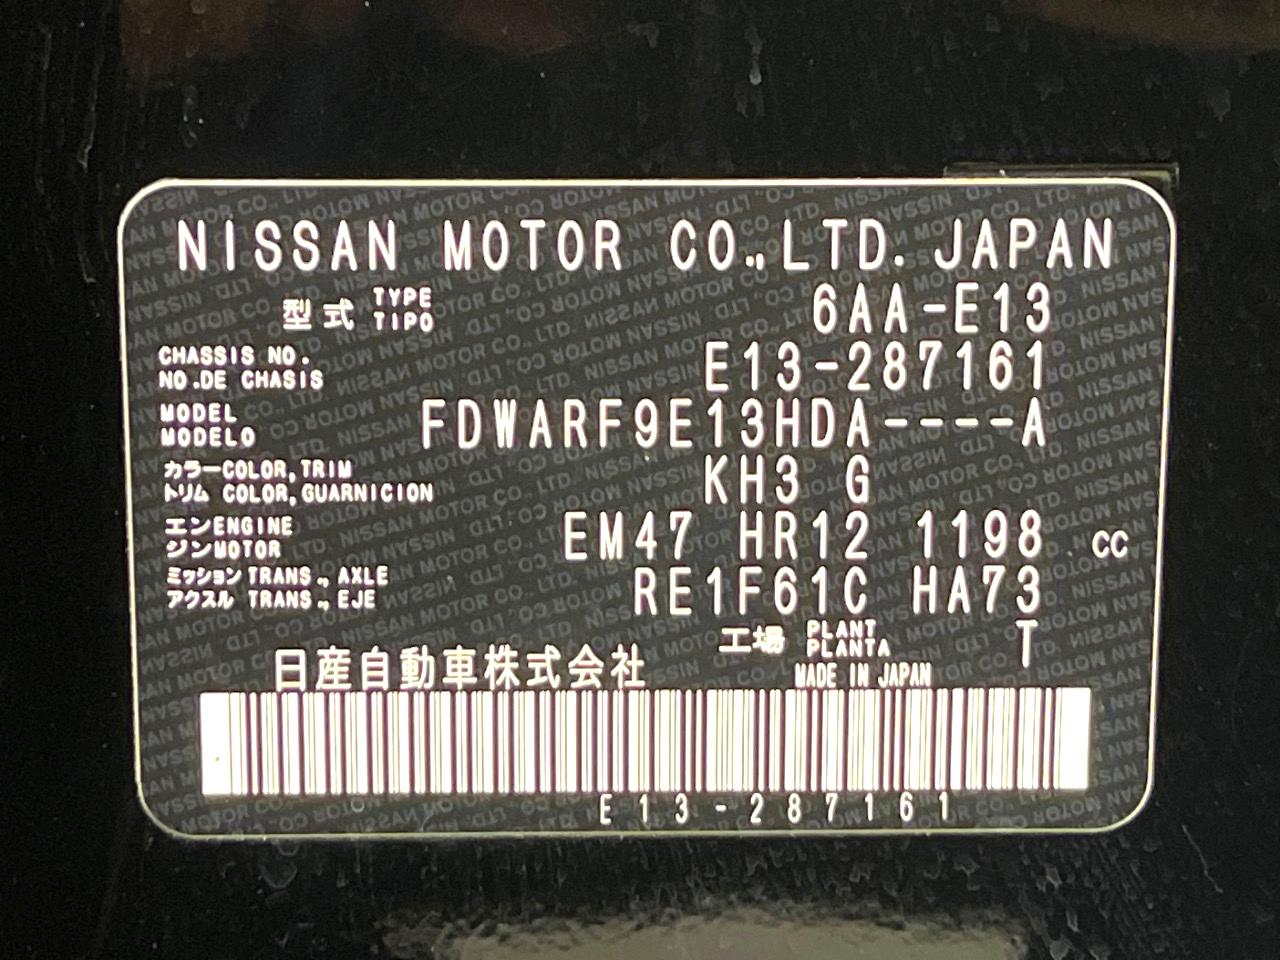 NISSAN MOTOR CO.,LTD. JAPAN
型式 TYPE TIPO 6AA-E13
CHASSIS NO. NO.DE CHASIS E13-287161
MODEL MODELO FDWARF9E13HDA----A
カラー COLOR,TRIM
トリム COLOR,GUARNICION KH3 G
エン ENGINE
ジン MOTOR EM47 HR12 1198 cc
ミッション TRANS., AXLE
アクスル TRANS., EJE RE1F61C HA73
工場 PLANT PLANTA T
日産自動車株式会社 MADE IN JAPAN
E13-287161